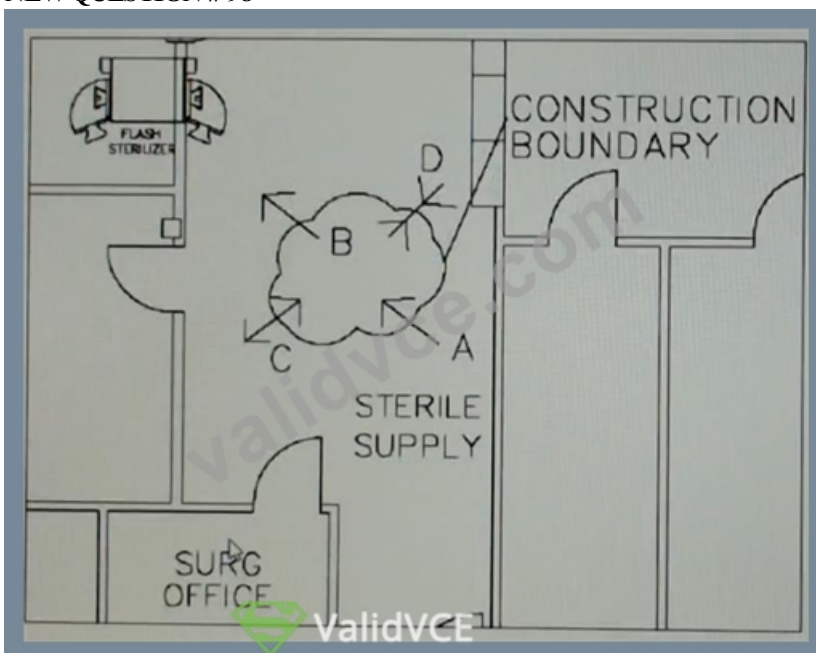 FLASH
STERILIZER
CONSTRUCTION
BOUNDARY
D
B
C
A
STERILE
SUPPLY
validvce.com
SURG
OFFICE
ValidVCE